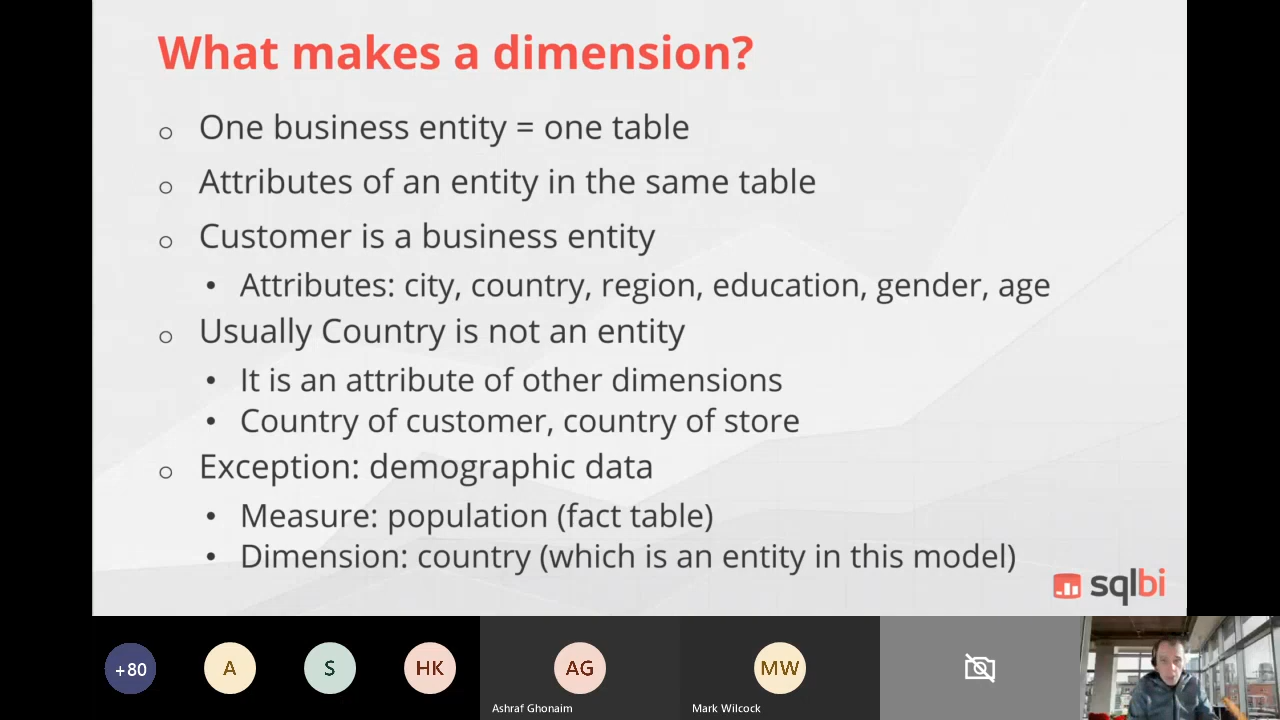 What makes a dimension?
One business entity = one table
Attributes of an entity in the same table
Customer is a business entity
Attributes: city, country, region, education, gender, age
Usually Country is not an entity
It is an attribute of other dimensions
Country of customer, country of store
Exception: demographic data
Measure: population (fact table)
Dimension: country (which is an entity in this model)
sqlbi
+80
A
S
HK
AG
MW
Ashraf Ghonaim
Mark Wilcock